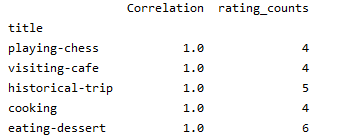 Correlation rating_counts
title
playing-chess 1.0 4
visiting-cafe 1.0 4
historical-trip 1.0 5
cooking 1.0 4
eating-dessert 1.0 6